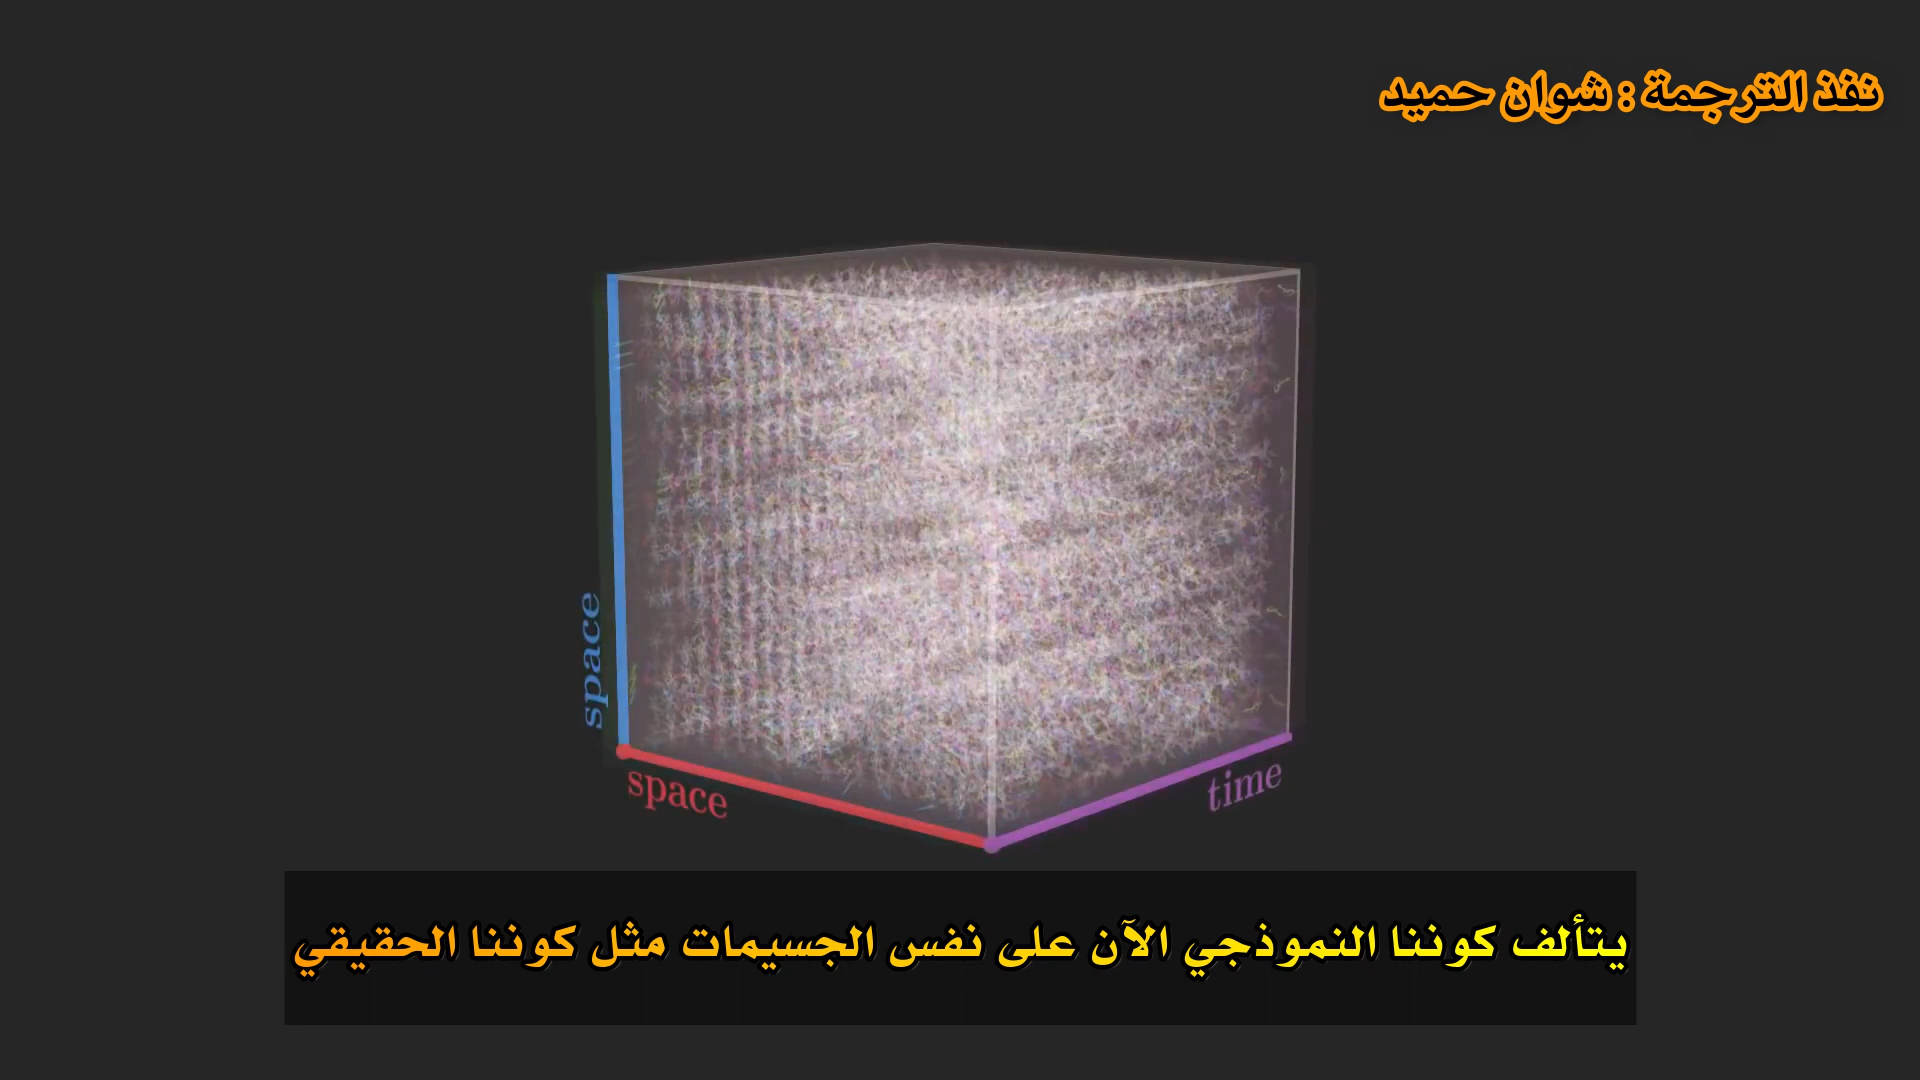 نفذ الترجمة : شوان حميد
space
space
time
يتألف كوننا النموذجي الآن على نفس الجسيمات مثل كوننا الحقيقي